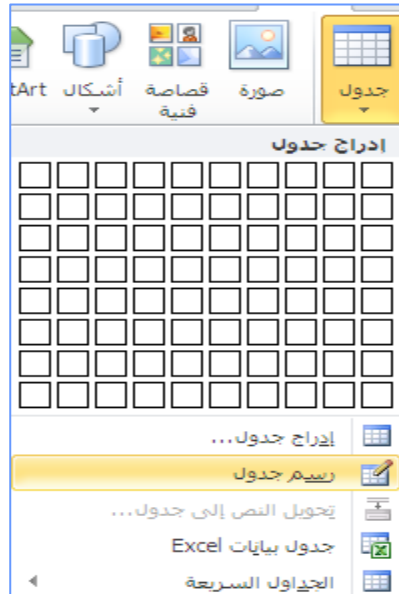 جدول
صورة
قصاصة فنية
أشكال
tArt
إدراج جدول
إدراج جدول...
رسم جدول
تحويل النص إلى جدول...
جدول بيانات Excel
الجداول السريعة